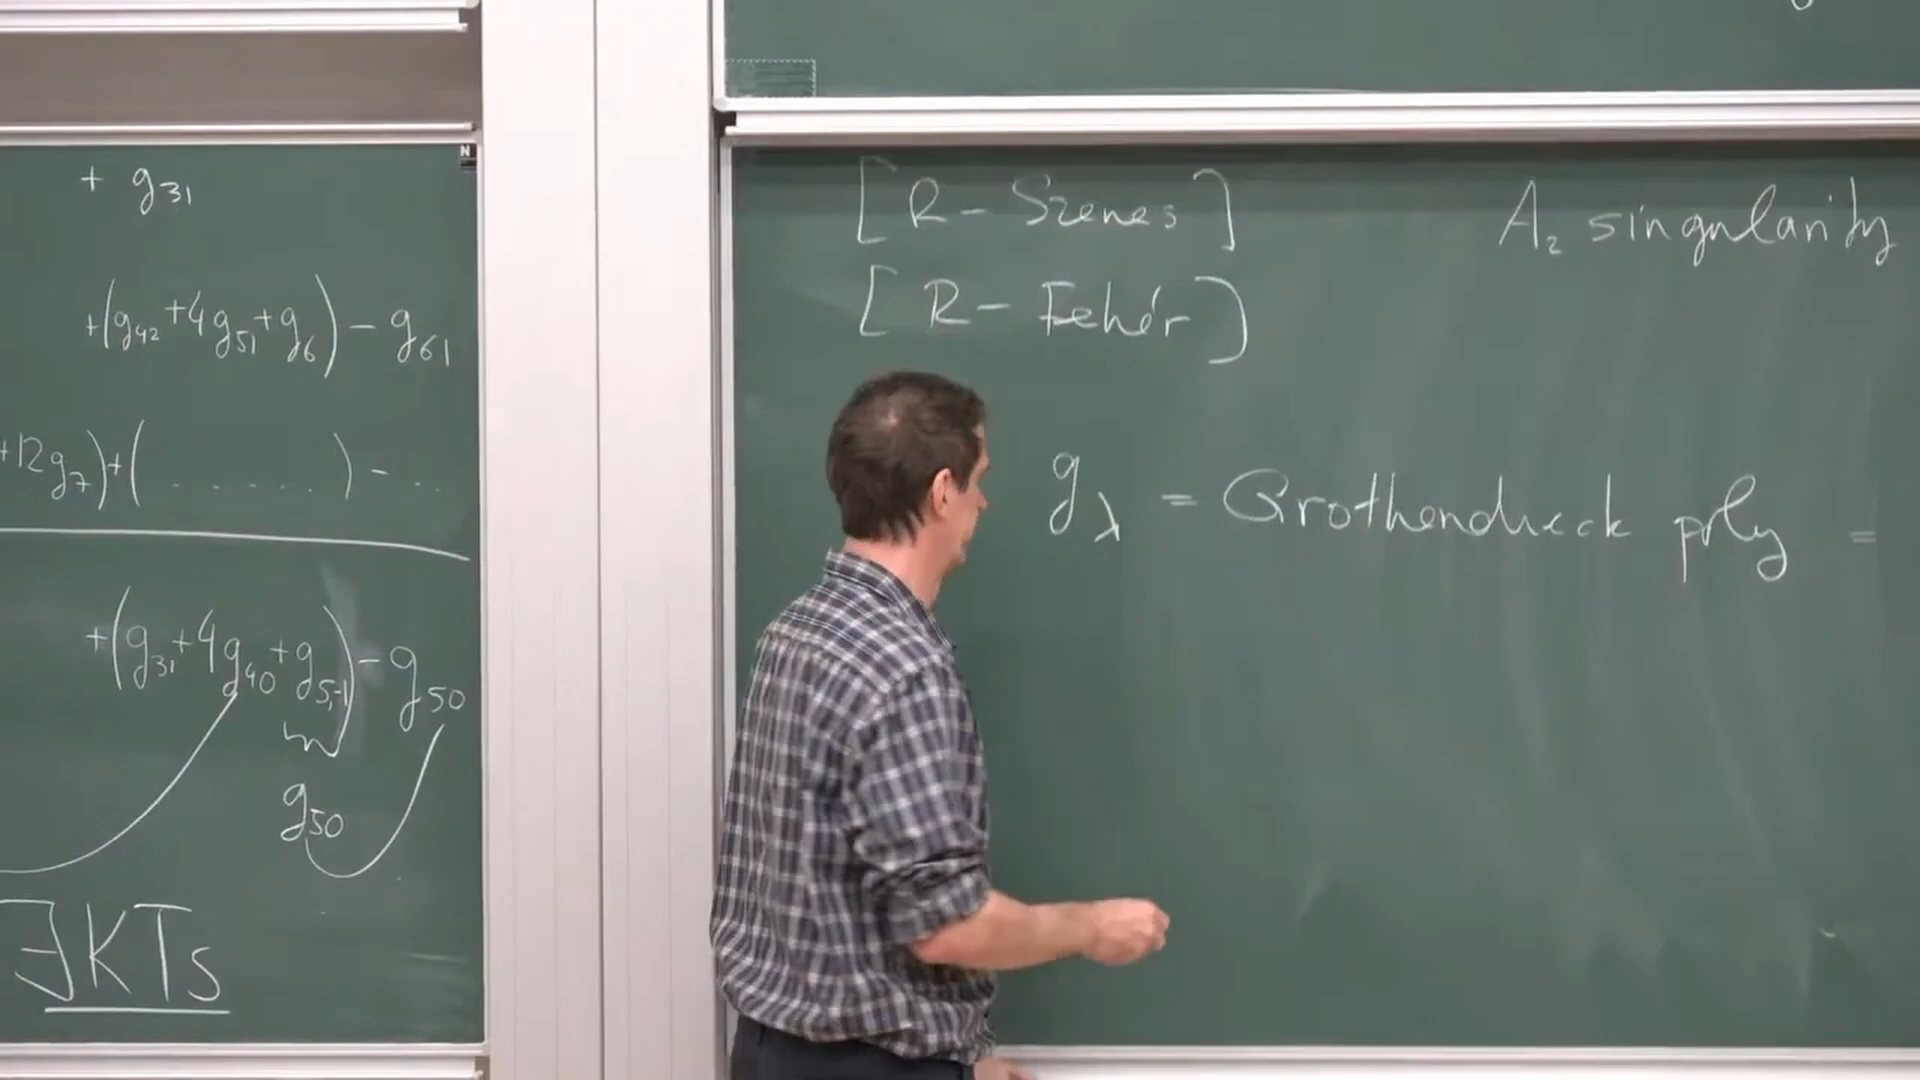 + g₃₁
+(g₄₂+4g₅₁+g₆)-g₆₁
+12g₇)+(......)-...
+(g₃₁+4g₄₀+g₅,₋₁)-g₅₀
g₅₀
∃KTs
N
[R-Szenes]
[R-Fehér]
A₂ singularity
g_λ = Grothendieck poly =